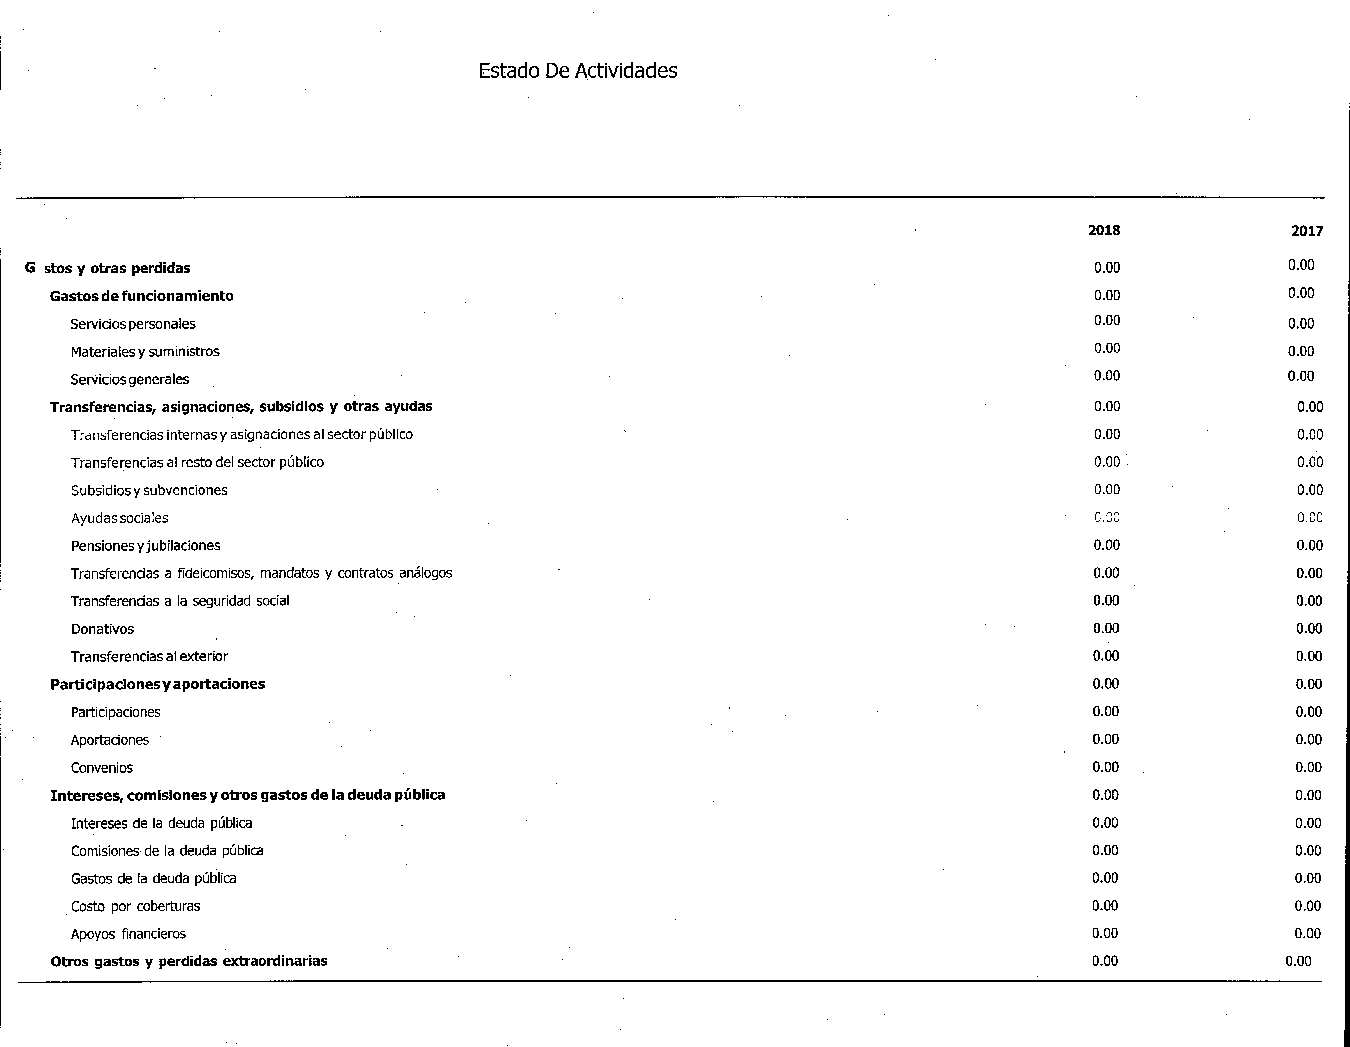 Estado De Actividades
2018 2017
G stos y otras perdidas 0.00 0.00
Gastos de funcionamiento 0.00 0.00
Servicios personales 0.00 0.00
Materiales y suministros 0.00 0.00
Servicios generales 0.00 0.00
Transferencias, asignaciones, subsidios y otras ayudas 0.00 0.00
Transferencias internas y asignaciones al sector público 0.00 0.00
Transferencias al resto del sector público 0.00 0.00
Subsidios y subvenciones 0.00 0.00
Ayudas sociales 0.00 0.00
Pensiones y jubilaciones 0.00 0.00
Transferencias a fideicomisos, mandatos y contratos análogos 0.00 0.00
Transferencias a la seguridad social 0.00 0.00
Donativos 0.00 0.00
Transferencias al exterior 0.00 0.00
Participaciones y aportaciones 0.00 0.00
Participaciones 0.00 0.00
Aportaciones 0.00 0.00
Convenios 0.00 0.00
Intereses, comisiones y otros gastos de la deuda pública 0.00 0.00
Intereses de la deuda pública 0.00 0.00
Comisiones de la deuda pública 0.00 0.00
Gastos de la deuda pública 0.00 0.00
Costo por coberturas 0.00 0.00
Apoyos financieros 0.00 0.00
Otros gastos y perdidas extraordinarias 0.00 0.00